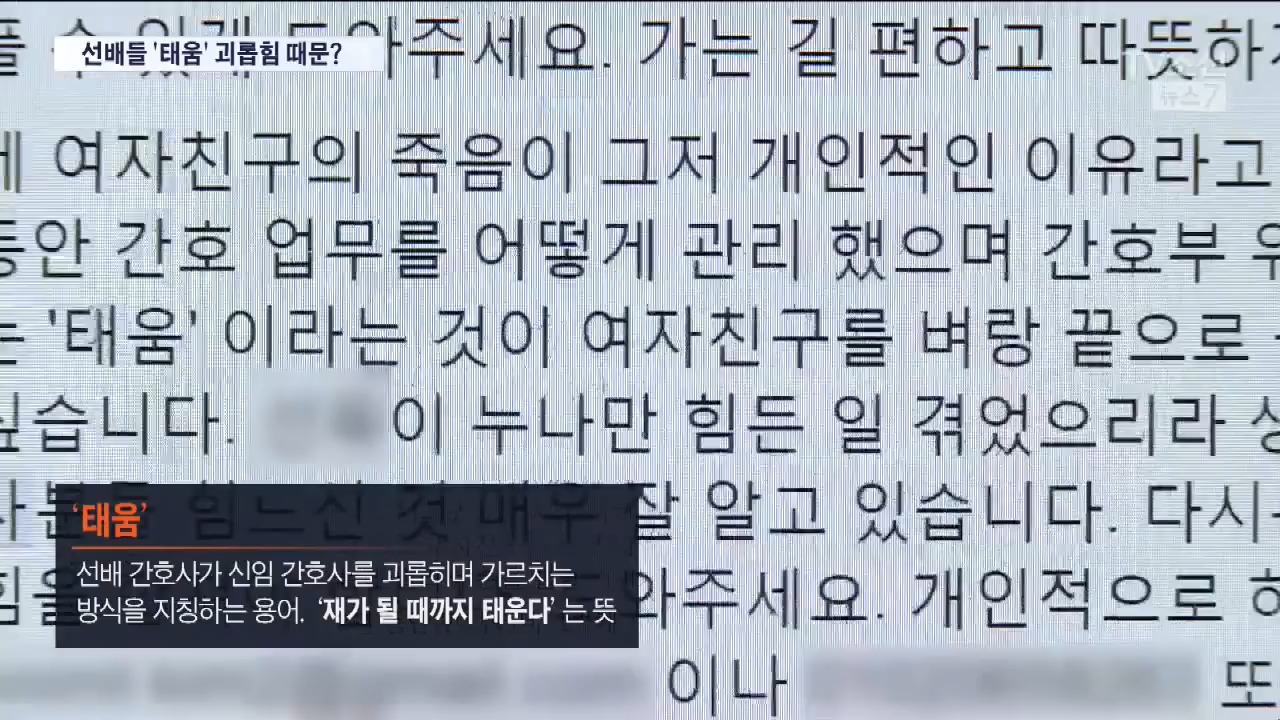 선배들 '태움' 괴롭힘 때문?
아주세요. 가는 길 편하고 따뜻하
뉴스7
여자친구의 죽음이 그저 개인적인 이유라고
동안 간호 업무를 어떻게 관리 했으며 간호부
는 '태움' 이라는 것이 여자친구를 벼랑 끝으로
싶습니다. 이 누나만 힘든 일 겪었으리라
잘 알고 있습니다. 다시
와주세요. 개인적으로
이나 또
‘태움’
선배 간호사가 신임 간호사를 괴롭히며 가르치는
방식을 지칭하는 용어. ‘재가 될 때까지 태운다’ 는 뜻